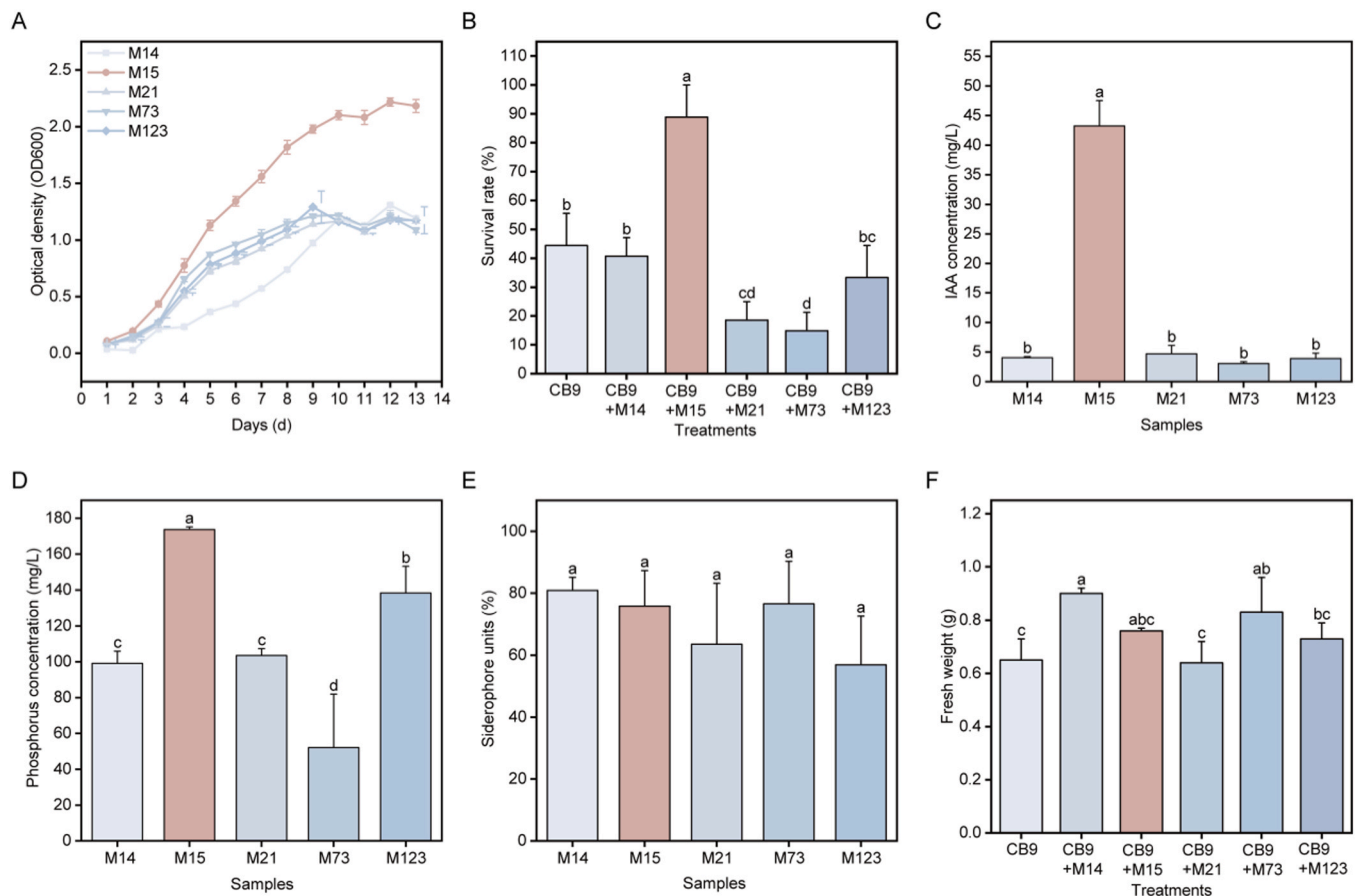 A
M14
M15
M21
M73
M123
2.5
2.0
1.5
1.0
0.5
0.0
Optical density (OD600)
0 1 2 3 4 5 6 7 8 9 10 11 12 13 14
Days (d)
B
110
100
90
80
70
60
50
40
30
20
10
0
Survival rate (%)
b
b
a
cd
d
bc
CB9 CB9 CB9 CB9 CB9 CB9
+M14 +M15 +M21 +M73 +M123
Treatments
C
55
50
45
40
35
30
25
20
15
10
5
0
IAA concentration (mg/L)
b
a
b
b
b
M14 M15 M21 M73 M123
Samples
D
180
160
140
120
100
80
60
40
20
0
Phosphorus concentration (mg/L)
c
a
c
d
b
M14 M15 M21 M73 M123
Samples
E
100
80
60
40
20
0
Siderophore units (%)
a
a
a
a
a
M14 M15 M21 M73 M123
Samples
F
1.2
1.0
0.8
0.6
0.4
0.2
0.0
Fresh weight (g)
c
a
abc
c
ab
bc
CB9 CB9 CB9 CB9 CB9 CB9
+M14 +M15 +M21 +M73 +M123
Treatments